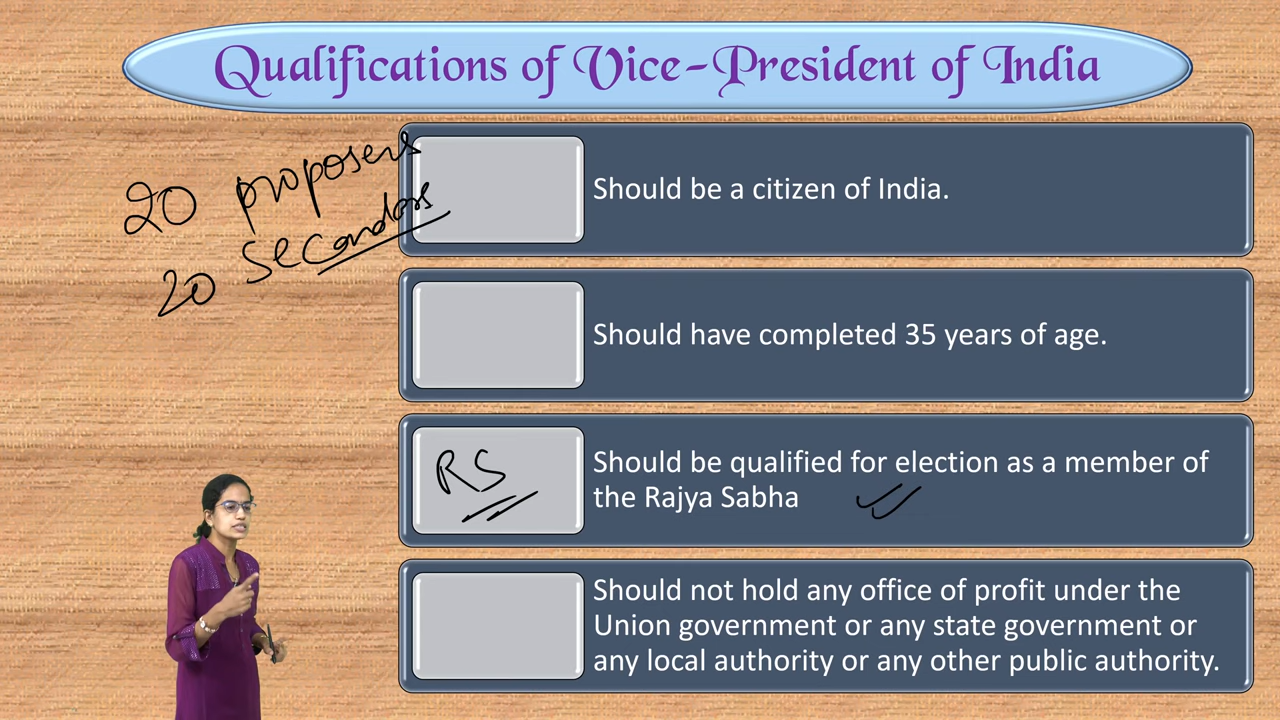 Qualifications of Vice-President of India
20 proposers
20 Seconders
Should be a citizen of India.
Should have completed 35 years of age.
RS
Should be qualified for election as a member of
the Rajya Sabha
Should not hold any office of profit under the
Union government or any state government or
any local authority or any other public authority.